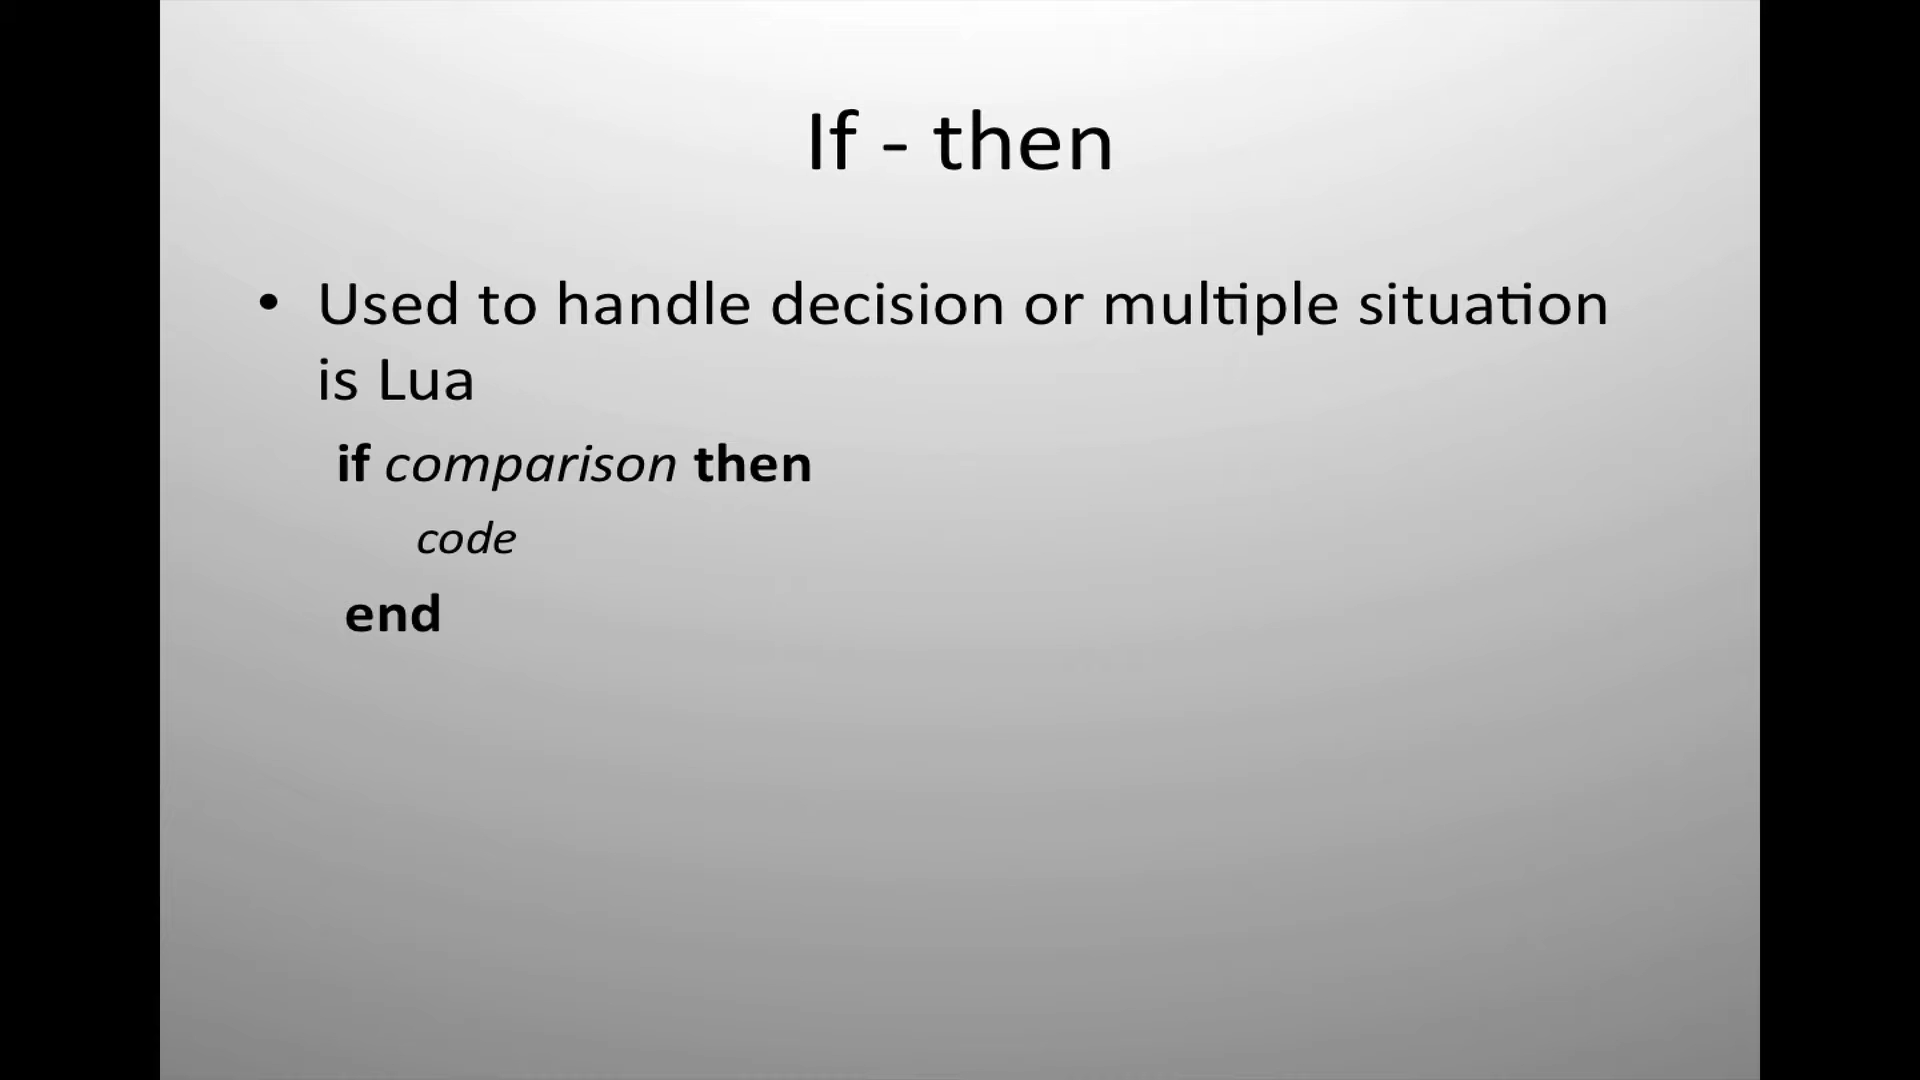 If - then
• Used to handle decision or multiple situation
is Lua
if comparison then
code
end